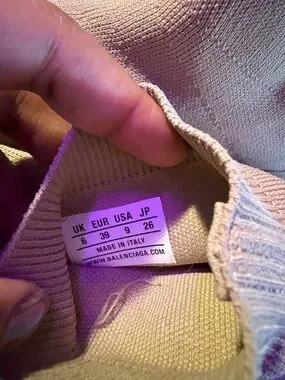 UK EUR USA JP
6 39 9 26
MADE IN ITALY
WWW.BALENCIAGA.COM